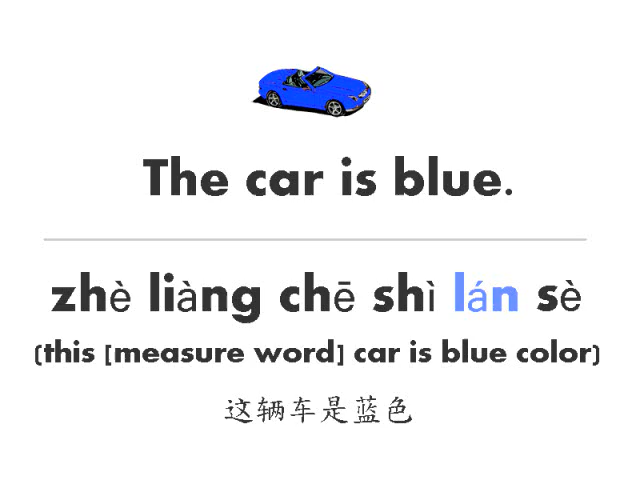 The car is blue.
zhè liàng chē shì lán sè
(this [measure word] car is blue color)
这辆车是蓝色